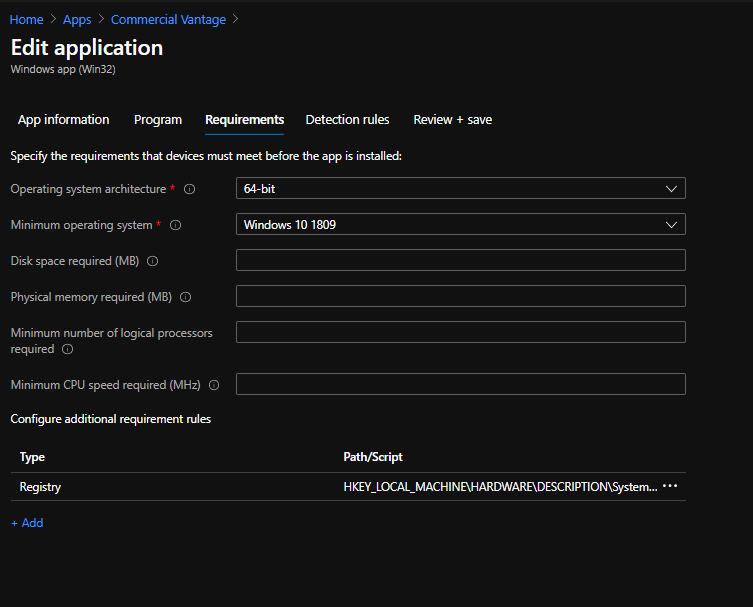 Home > Apps > Commercial Vantage >
Edit application
Windows app (Win32)
App information Program Requirements Detection rules Review + save
Specify the requirements that devices must meet before the app is installed:
Operating system architecture * 64-bit
Minimum operating system * Windows 10 1809
Disk space required (MB)
Physical memory required (MB)
Minimum number of logical processors
required
Minimum CPU speed required (MHz)
Configure additional requirement rules
Type Path/Script
Registry HKEY_LOCAL_MACHINE\HARDWARE\DESCRIPTION\System... ...
+ Add